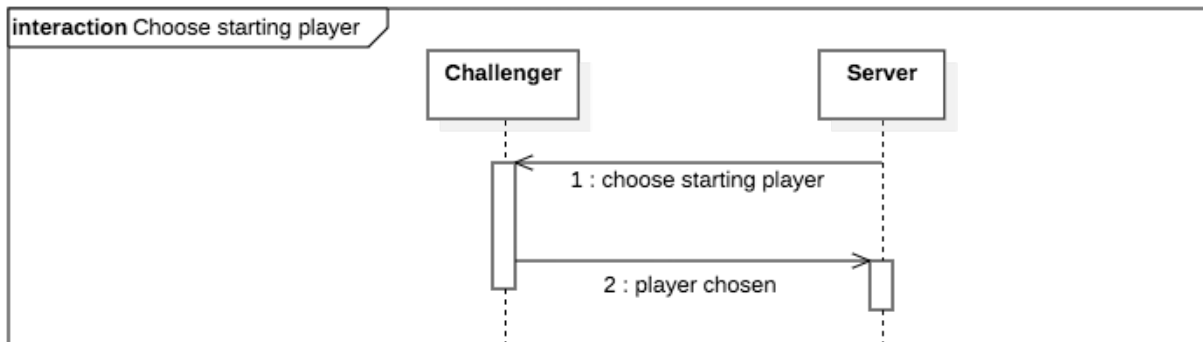 interaction Choose starting player
Challenger
Server
1 : choose starting player
2 : player chosen